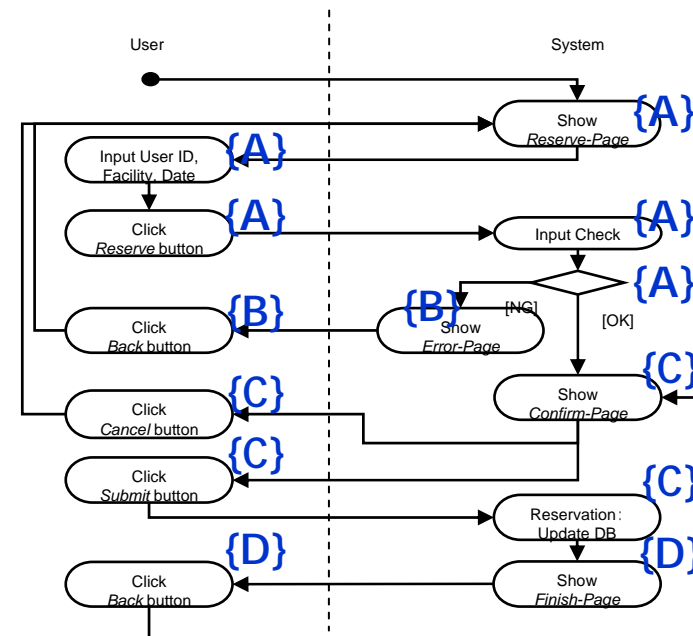 User
System
Show
Reserve-Page
{A}
Input User ID,
Facility, Date
{A}
Click
Reserve button
{A}
Input Check
{A}
{A}
[NG]
[OK]
Click
Back button
{B}
Show
Error-Page
{B}
Show
Confirm-Page
{C}
Click
Cancel button
{C}
Click
Submit button
{C}
Reservation:
Update DB
{C}
Click
Back button
{D}
Show
Finish-Page
{D}